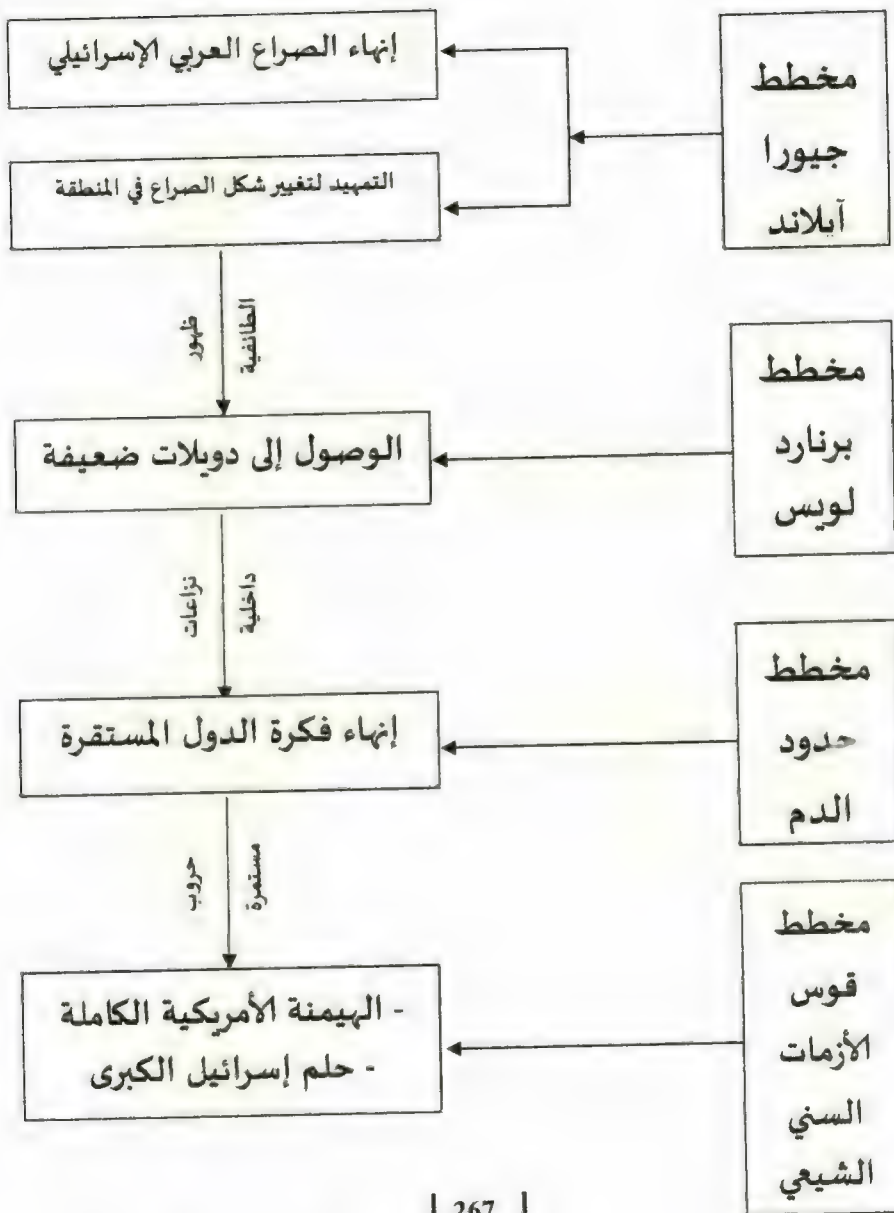 مخطط
جيورا
آيلاند
إنهاء الصراع العربي الإسرائيلي
التمهيد لتغيير شكل الصراع في المنطقة
ظهور
الطائفية
مخطط
برنارد
لويس
الوصول إلى دويلات ضعيفة
نزاعات
داخلية
مخطط
حدود
الدم
إنهاء فكرة الدول المستقرة
حروب
مستمرة
مخطط
قوس
الأزمات
السني
الشيعي
- الهيمنة الأمريكية الكاملة
- حلم إسرائيل الكبرى
| 267 |